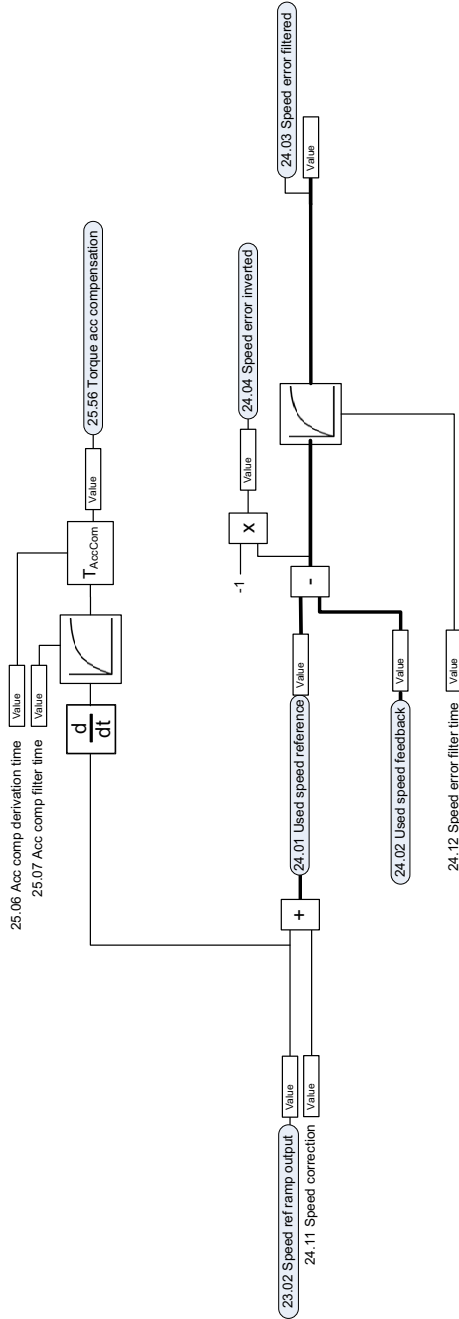 25.06 Acc comp derivation time
Value
25.07 Acc comp filter time
Value
d
dt
TAccCom
Value
25.56 Torque acc compensation
23.02 Speed ref ramp output
Value
24.11 Speed correction
Value
+
24.01 Used speed reference
Value
24.02 Used speed feedback
Value
-
-1
X
Value
24.04 Speed error inverted
24.12 Speed error filter time
Value
24.03 Speed error filtered
Value